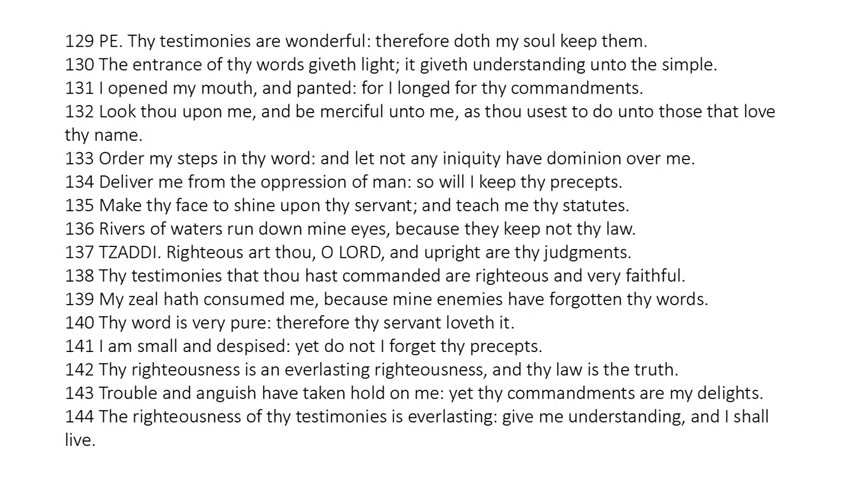 129 PE. Thy testimonies are wonderful: therefore doth my soul keep them.
130 The entrance of thy words giveth light; it giveth understanding unto the simple.
131 I opened my mouth, and panted: for I longed for thy commandments.
132 Look thou upon me, and be merciful unto me, as thou usest to do unto those that love
thy name.
133 Order my steps in thy word: and let not any iniquity have dominion over me.
134 Deliver me from the oppression of man: so will I keep thy precepts.
135 Make thy face to shine upon thy servant; and teach me thy statutes.
136 Rivers of waters run down mine eyes, because they keep not thy law.
137 TZADDI. Righteous art thou, O LORD, and upright are thy judgments.
138 Thy testimonies that thou hast commanded are righteous and very faithful.
139 My zeal hath consumed me, because mine enemies have forgotten thy words.
140 Thy word is very pure: therefore thy servant loveth it.
141 I am small and despised: yet do not I forget thy precepts.
142 Thy righteousness is an everlasting righteousness, and thy law is the truth.
143 Trouble and anguish have taken hold on me: yet thy commandments are my delights.
144 The righteousness of thy testimonies is everlasting: give me understanding, and I shall
live.